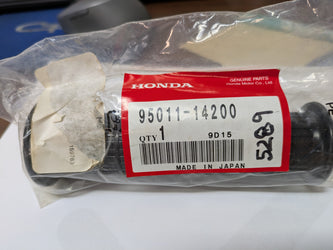 HONDA
GENUINE PARTS
Honda Motor Co., Ltd.
95011-14200
QTY 1
9D15
MADE IN JAPAN
5289